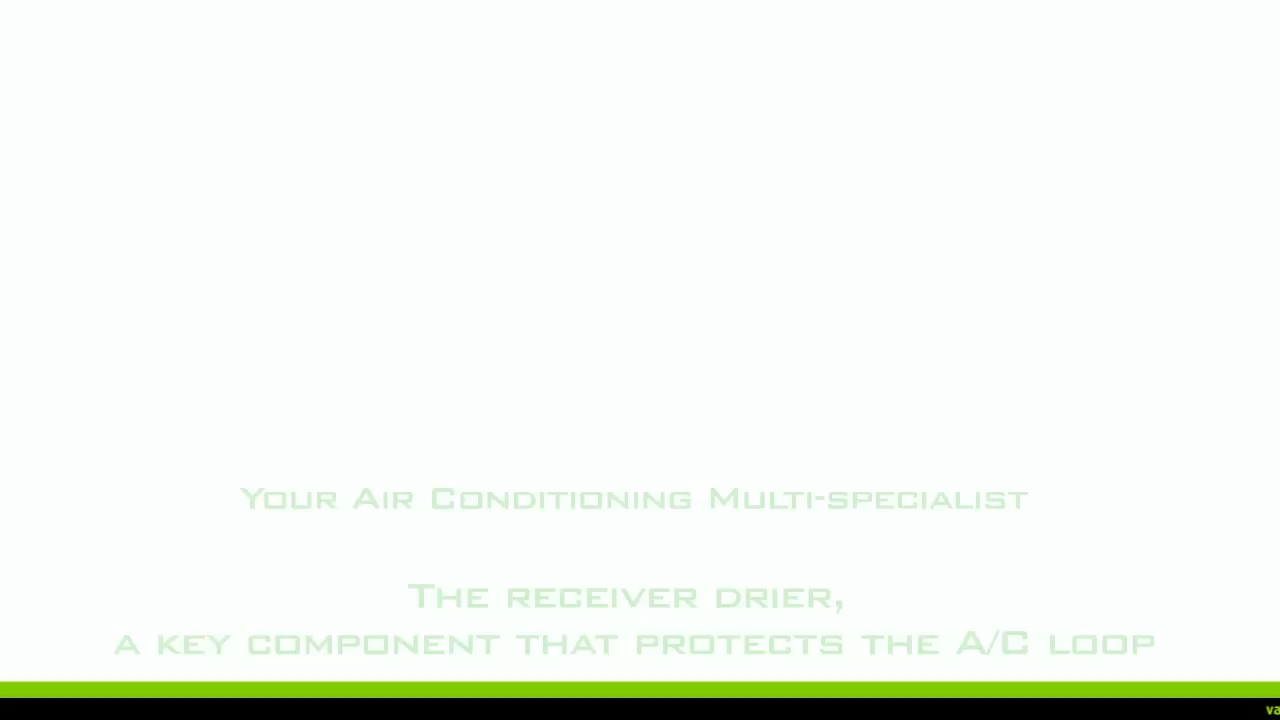 Your Air Conditioning Multi-specialist
The receiver drier,
a key component that protects the A/C loop